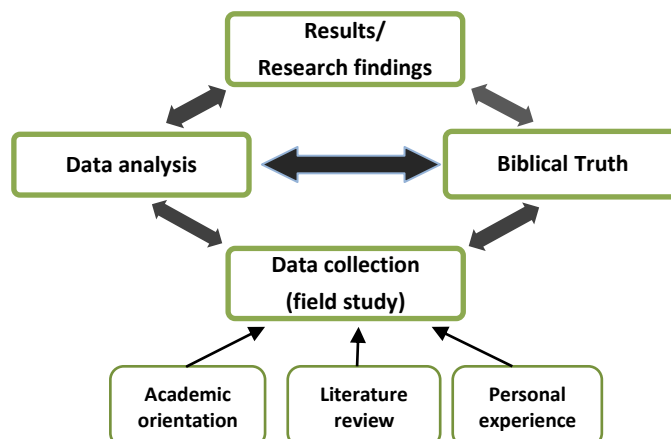 Results/
Research findings
Data analysis
Biblical Truth
Data collection
(field study)
Academic
orientation
Literature
review
Personal
experience